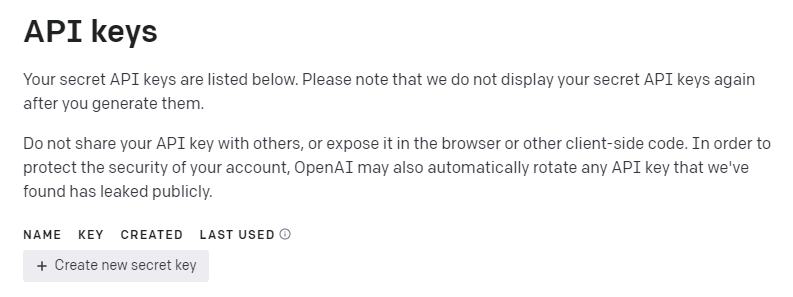 API keys
Your secret API keys are listed below. Please note that we do not display your secret API keys again
after you generate them.
Do not share your API key with others, or expose it in the browser or other client-side code. In order to
protect the security of your account, OpenAI may also automatically rotate any API key that we've
found has leaked publicly.
NAME KEY CREATED LAST USED
+ Create new secret key